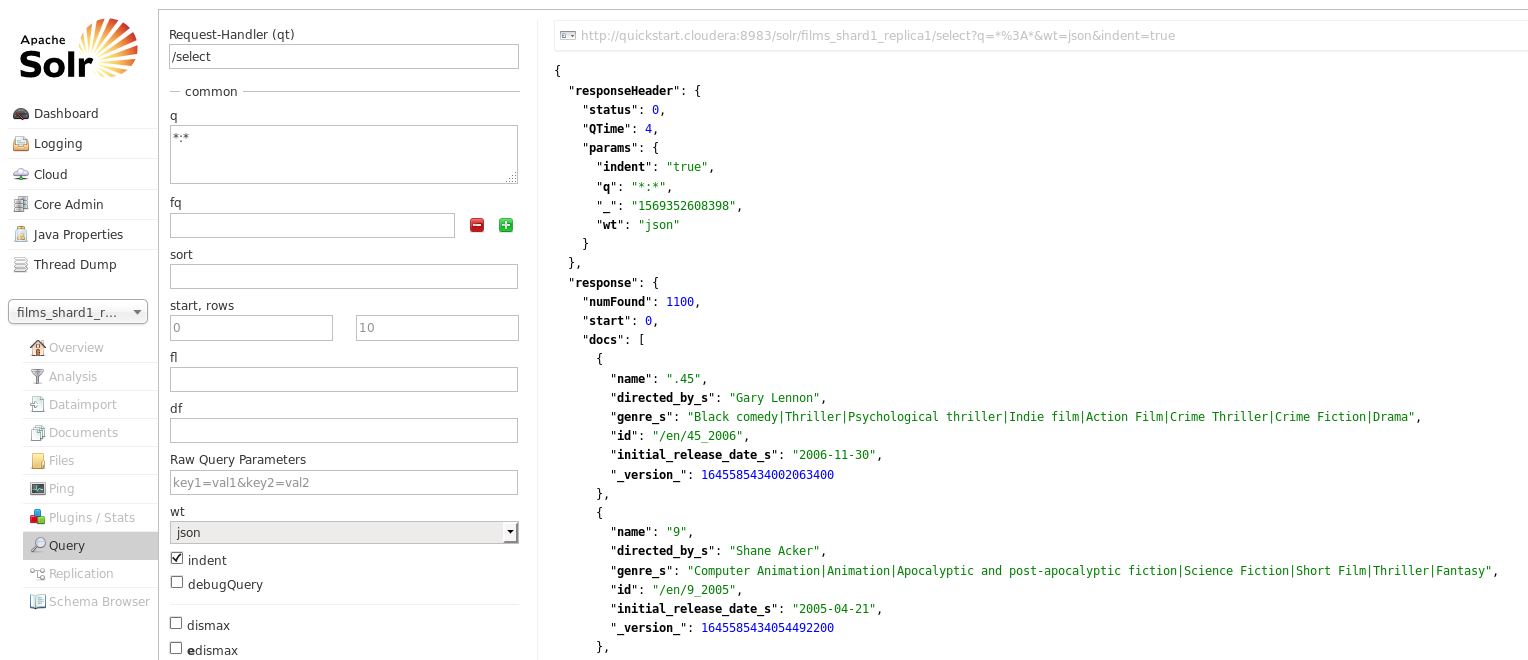 Apache
Solr
Dashboard
Logging
Cloud
Core Admin
Java Properties
Thread Dump
films_shard1_r...
Overview
Analysis
Dataimport
Documents
Files
Ping
Plugins / Stats
Query
Replication
Schema Browser
Request-Handler (qt)
/select
common
q
*:*
fq
sort
start, rows
0 10
fl
df
Raw Query Parameters
key1=val1&key2=val2
wt
json
indent
debugQuery
dismax
edismax
http://quickstart.cloudera:8983/solr/films_shard1_replica1/select?q=*%3A*&wt=json&indent=true
{
"responseHeader": {
"status": 0,
"QTime": 4,
"params": {
"indent": "true",
"q": "*:*",
"_": "1569352608398",
"wt": "json"
}
},
"response": {
"numFound": 1100,
"start": 0,
"docs": [
{
"name": ".45",
"directed_by_s": "Gary Lennon",
"genre_s": "Black comedy|Thriller|Psychological thriller|Indie film|Action Film|Crime Thriller|Crime Fiction|Drama",
"id": "/en/45_2006",
"initial_release_date_s": "2006-11-30",
"_version_": 1645585434002063400
},
{
"name": "9",
"directed_by_s": "Shane Acker",
"genre_s": "Computer Animation|Animation|Apocalyptic and post-apocalyptic fiction|Science Fiction|Short Film|Thriller|Fantasy",
"id": "/en/9_2005",
"initial_release_date_s": "2005-04-21",
"_version_": 1645585434054492200
},